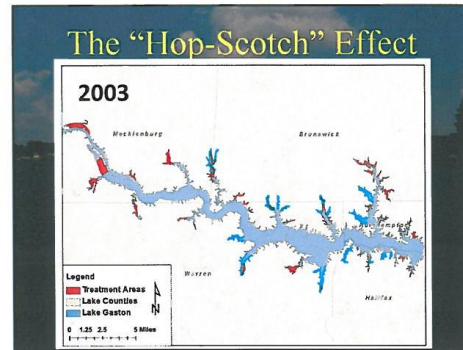 The “Hop-Scotch” Effect
2003
Mecklenburg
Brunswick
Warren
Halifax
Legend
Treatment Areas
Lake Counties
Lake Gaston
N
0 1.25 2.5 5 Miles